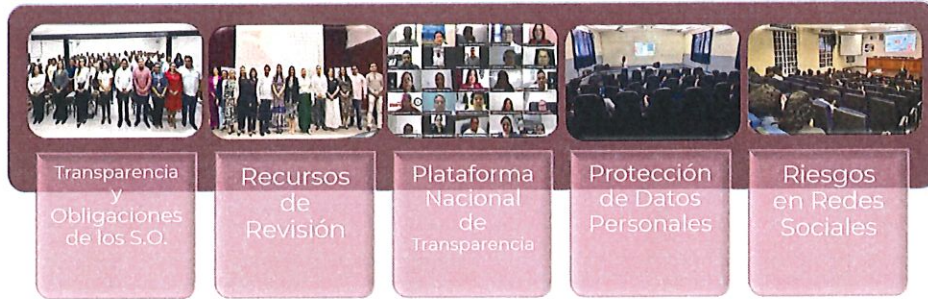 Transparencia
y
Obligaciones
de los S.O.
Recursos
de
Revisión
Plataforma
Nacional
de
Transparencia
Protección
de Datos
Personales
Riesgos
en Redes
Sociales